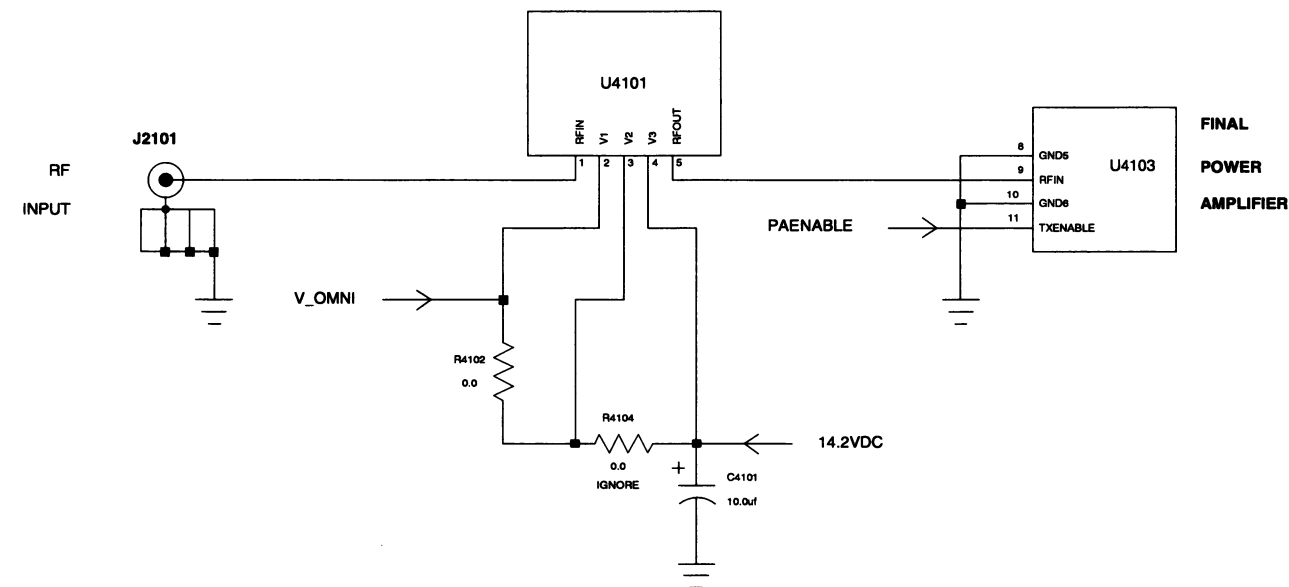 U4101
RFIN
V1
V2
V3
RFOUT
1
2
3
4
5
J2101
RF
INPUT
FINAL
POWER
AMPLIFIER
U4103
8
GND5
9
RFIN
10
GND6
11
TXENABLE
PAENABLE
V_OMNI
R4102
0.0
R4104
0.0
IGNORE
14.2VDC
+
C4101
10.0uf